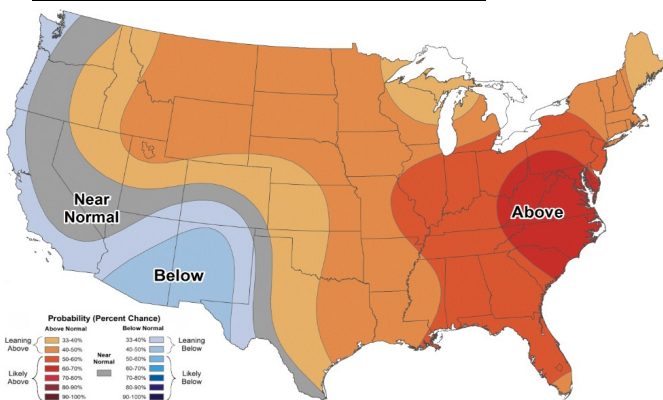 Near
Normal
Above
Below
Probability (Percent Chance)
Above Normal Below Normal
Leaning
Above
33-40%
40-50%
Likely
Above
50-60%
60-70%
70-80%
80-90%
90-100%
Near
Normal
33-40%
40-50%
Leaning
Below
50-60%
60-70%
70-80%
80-90%
90-100%
Likely
Below